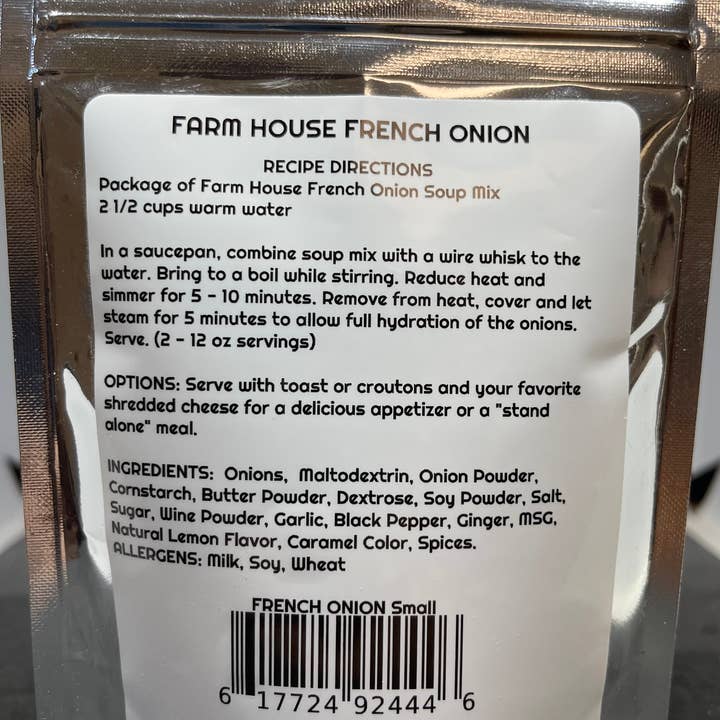 FARM HOUSE FRENCH ONION
RECIPE DIRECTIONS
Package of Farm House French Onion Soup Mix
2 1/2 cups warm water
In a saucepan, combine soup mix with a wire whisk to the
water. Bring to a boil while stirring. Reduce heat and
simmer for 5 - 10 minutes. Remove from heat, cover and let
steam for 5 minutes to allow full hydration of the onions.
Serve. (2 - 12 oz servings)
OPTIONS: Serve with toast or croutons and your favorite
shredded cheese for a delicious appetizer or a "stand
alone" meal.
INGREDIENTS: Onions, Maltodextrin, Onion Powder,
Cornstarch, Butter Powder, Dextrose, Soy Powder, Salt,
Sugar, Wine Powder, Garlic, Black Pepper, Ginger, MSG,
Natural Lemon Flavor, Caramel Color, Spices.
ALLERGENS: Milk, Soy, Wheat
FRENCH ONION Small
6 17724 92444 6